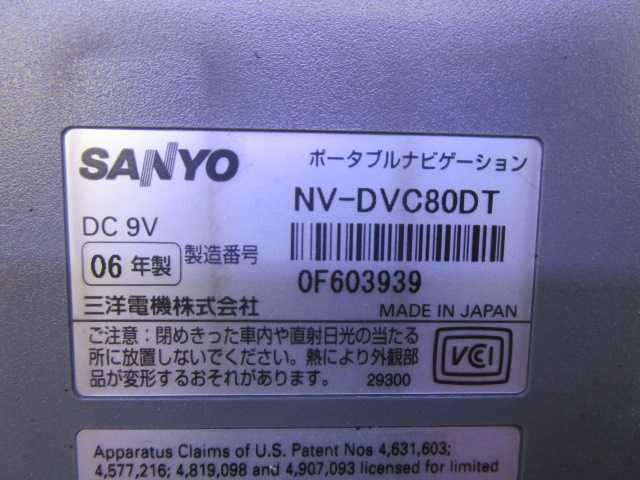 SANYO
ポータブルナビゲーション
NV-DVC80DT
DC 9V
06 年製
製造番号
0F603939
三洋電機株式会社
MADE IN JAPAN
ご注意：閉めきった車内や直射日光の当たる
所に放置しないでください。熱により外観部
品が変形するおそれがあります。
29300
VCI
Apparatus Claims of U.S. Patent Nos 4,631,603;
4,577,216; 4,819,098 and 4,907,093 licensed for limited